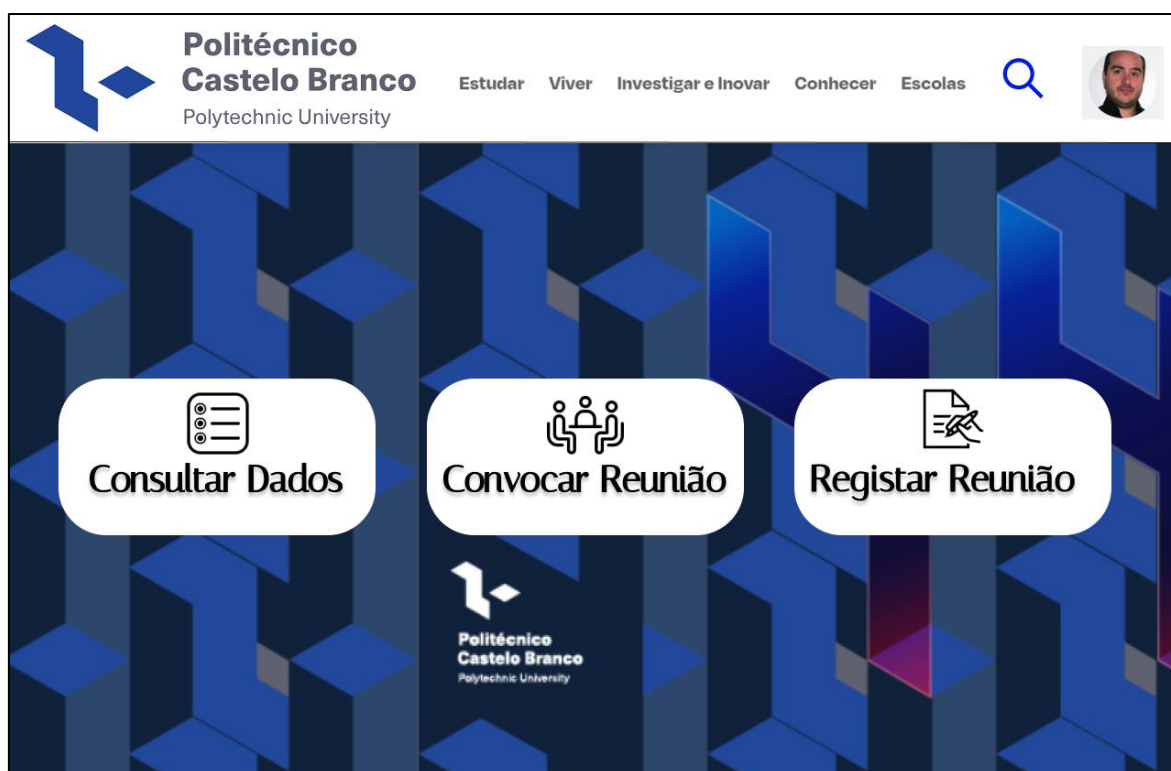 Politécnico
Castelo Branco
Polytechnic University
Estudar Viver Investigar e Inovar Conhecer Escolas
Consultar Dados
Convocar Reunião
Registar Reunião
Politécnico
Castelo Branco
Polytechnic University